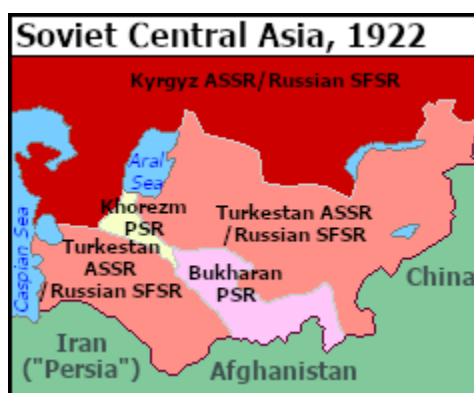 Soviet Central Asia, 1922
Kyrgyz ASSR/Russian SFSR
Aral
Sea
Khorezm
PSR
Turkestan ASSR
/Russian SFSR
Turkestan
ASSR
/Russian SFSR
Bukharan
PSR
Caspian Sea
China
Iran
("Persia")
Afghanistan